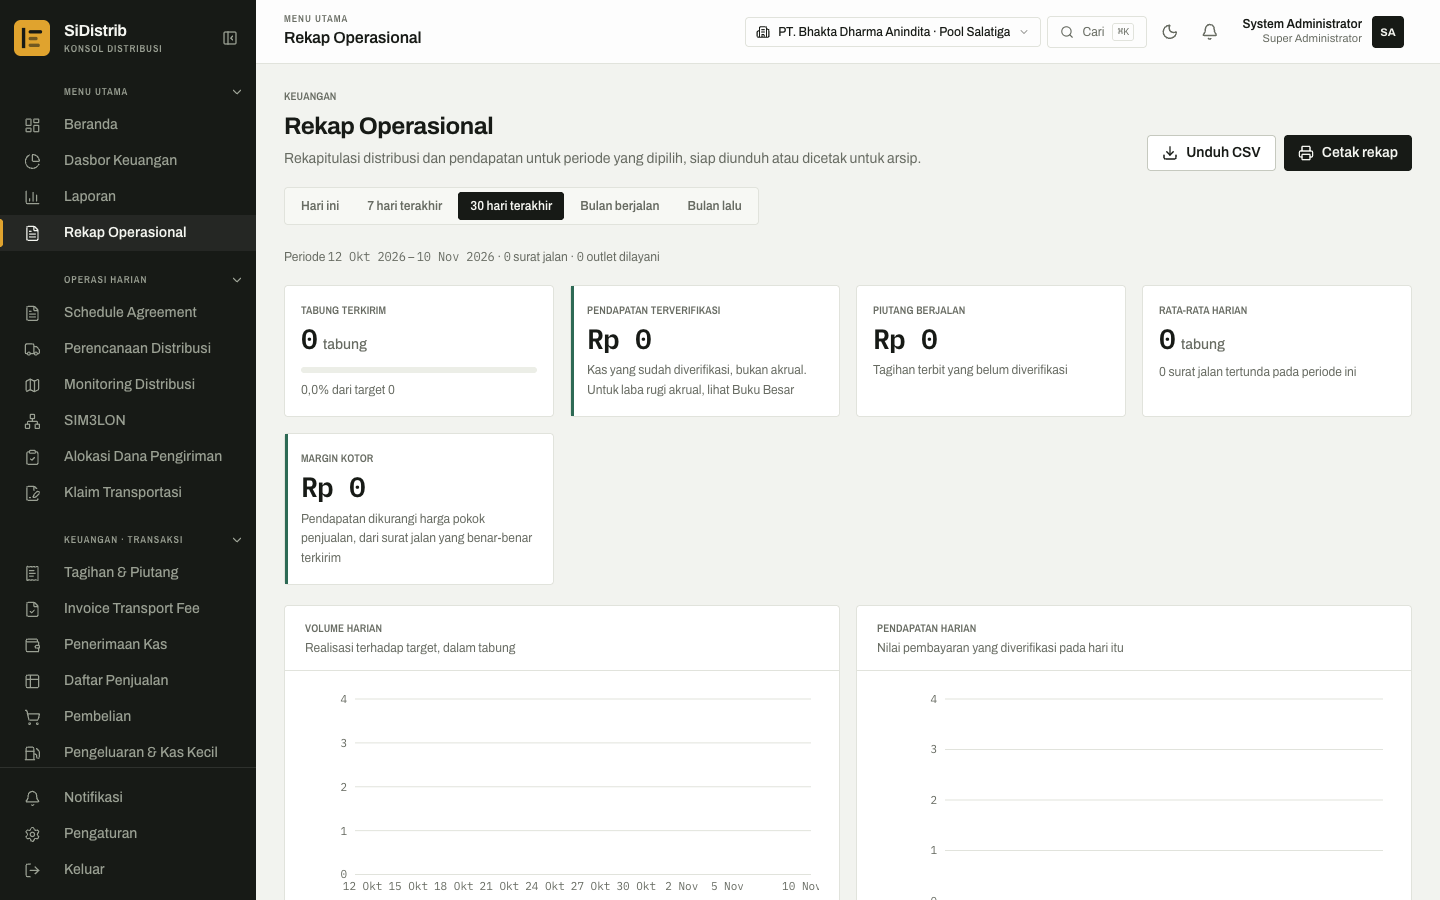 SiDistrib
KONSOL DISTRIBUSI
MENU UTAMA
Beranda
Dasbor Keuangan
Laporan
Rekap Operasional
OPERASI HARIAN
Schedule Agreement
Perencanaan Distribusi
Monitoring Distribusi
SIM3LON
Alokasi Dana Pengiriman
Klaim Transportasi
KEUANGAN · TRANSAKSI
Tagihan & Piutang
Invoice Transport Fee
Penerimaan Kas
Daftar Penjualan
Pembelian
Pengeluaran & Kas Kecil
Notifikasi
Pengaturan
Keluar
MENU UTAMA
Rekap Operasional
PT. Bhakta Dharma Anindita · Pool Salatiga
Cari ⌘K
System Administrator
Super Administrator
SA
KEUANGAN
Rekap Operasional
Rekapitulasi distribusi dan pendapatan untuk periode yang dipilih, siap diunduh atau dicetak untuk arsip.
Unduh CSV
Cetak rekap
Hari ini 7 hari terakhir 30 hari terakhir Bulan berjalan Bulan lalu
Periode 12 Okt 2026 – 10 Nov 2026 · 0 surat jalan · 0 outlet dilayani
TABUNG TERKIRIM
0 tabung
0,0% dari target 0
PENDAPATAN TERVERIFIKASI
Rp 0
Kas yang sudah diverifikasi, bukan akrual.
Untuk laba rugi akrual, lihat Buku Besar
PIUTANG BERJALAN
Rp 0
Tagihan terbit yang belum diverifikasi
RATA-RATA HARIAN
0 tabung
0 surat jalan tertunda pada periode ini
MARGIN KOTOR
Rp 0
Pendapatan dikurangi harga pokok
penjualan, dari surat jalan yang benar-benar
terkirim
VOLUME HARIAN
Realisasi terhadap target, dalam tabung
4
3
2
1
0
12 Okt 15 Okt 18 Okt 21 Okt 24 Okt 27 Okt 30 Okt 2 Nov 5 Nov 10 Nov
PENDAPATAN HARIAN
Nilai pembayaran yang diverifikasi pada hari itu
4
3
2
1
0